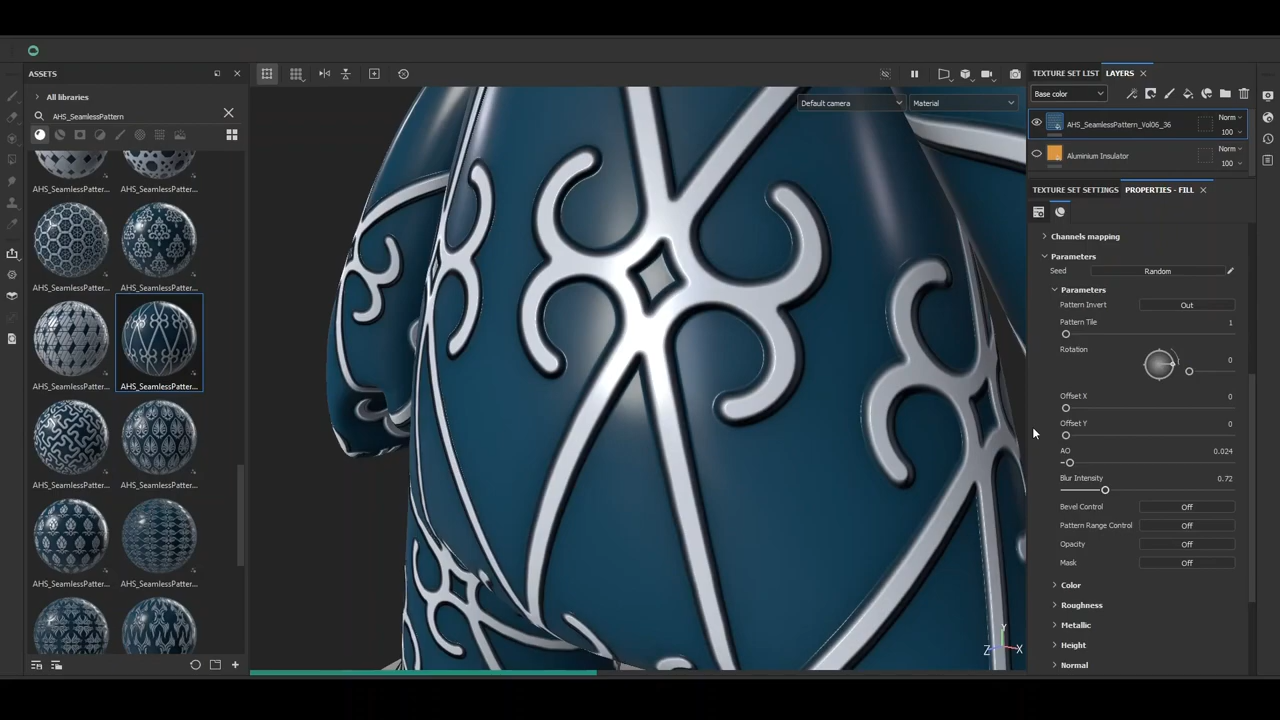 ASSETS
All libraries
AHS_SeamlessPattern
AHS_SeamlessPatter... AHS_SeamlessPatter...
AHS_SeamlessPatter... AHS_SeamlessPatter...
AHS_SeamlessPatter... AHS_SeamlessPatter...
AHS_SeamlessPatter... AHS_SeamlessPatter...
AHS_SeamlessPatter... AHS_SeamlessPatter...
Default camera
Material
Y
Z X
TEXTURE SET LIST LAYERS
Base color
AHS_SeamlessPattern_Vol06_36
Norm
100
Aluminium Insulator
Norm
100
TEXTURE SET SETTINGS PROPERTIES - FILL
Channels mapping
Parameters
Seed Random
Parameters
Pattern Invert Out
Pattern Tile 1
Rotation 0
Offset X 0
Offset Y 0
AO 0.024
Blur Intensity 0.72
Bevel Control Off
Pattern Range Control Off
Opacity Off
Mask Off
Color
Roughness
Metallic
Height
Normal